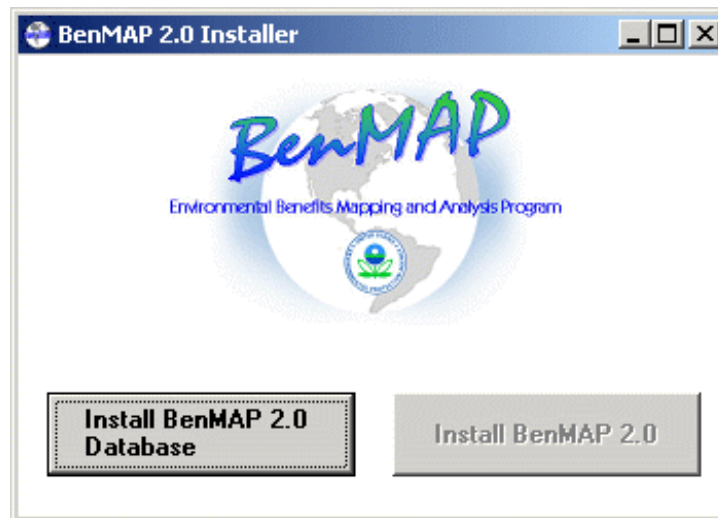 BenMAP 2.0 Installer
BenMAP
Environmental Benefits Mapping and Analysis Program
Install BenMAP 2.0
Database
Install BenMAP 2.0